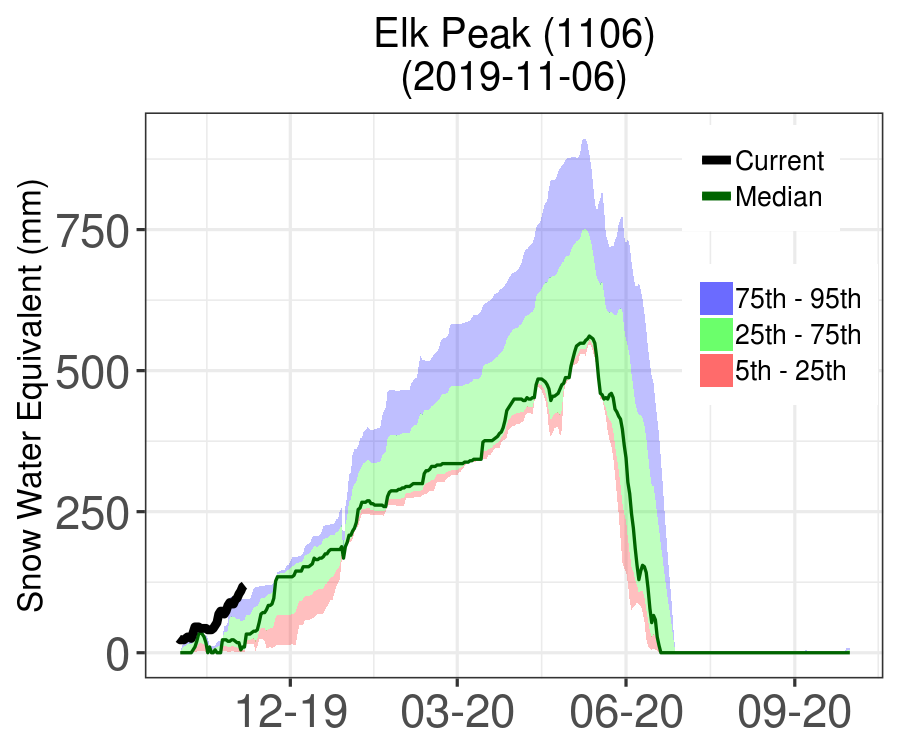 Elk Peak (1106)
(2019-11-06)
Snow Water Equivalent (mm)
750
500
250
0
12-19
03-20
06-20
09-20
Current
Median
75th - 95th
25th - 75th
5th - 25th